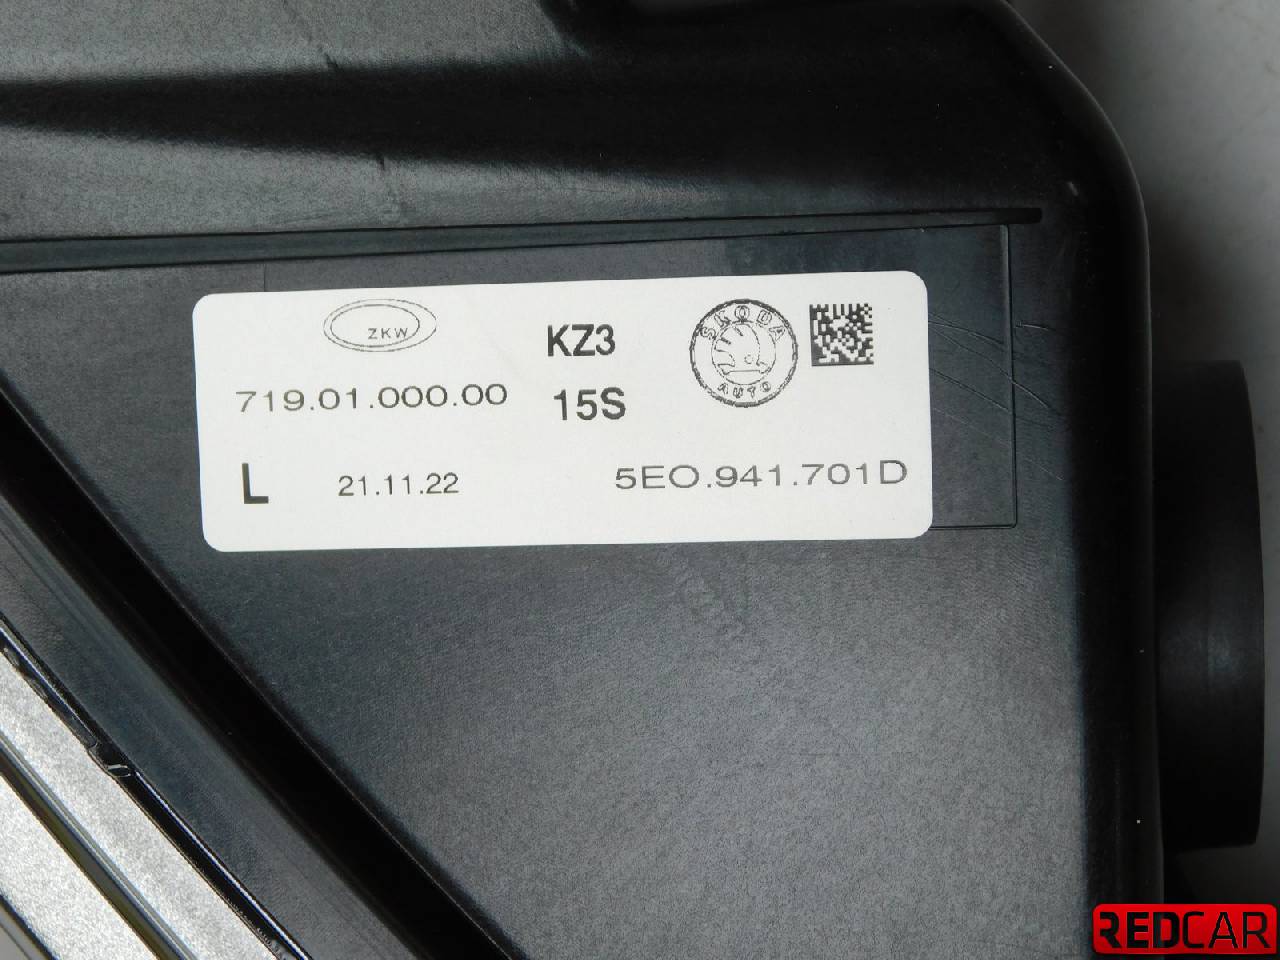 ZKW
KZ3
SKODA
AUTO
719.01.000.00
15S
L
21.11.22
5E0.941.701D
REDCAR